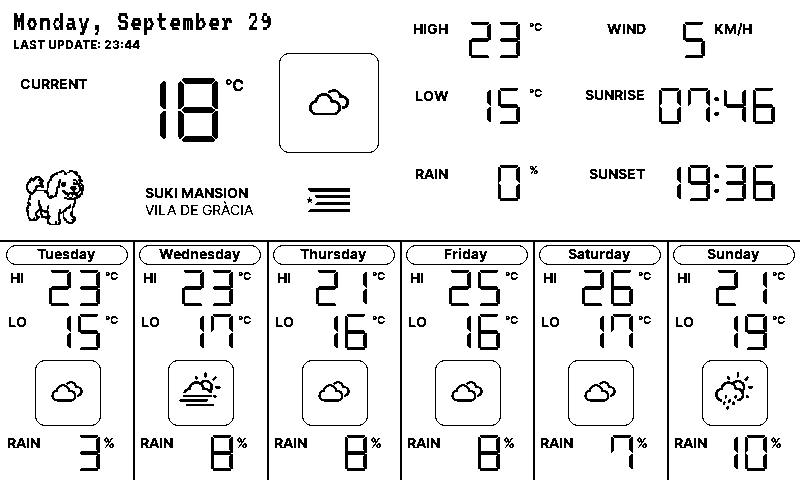 Monday, September 29
LAST UPDATE: 23:44
CURRENT 18 °C
SUKI MANSION
VILA DE GRÀCIA
HIGH 23 °C
LOW 15 °C
RAIN 0 %
WIND 5 KM/H
SUNRISE 07:46
SUNSET 19:36
Tuesday
HI 23 °C
LO 15 °C
RAIN 3 %
Wednesday
HI 23 °C
LO 17 °C
RAIN 8 %
Thursday
HI 21 °C
LO 16 °C
RAIN 8 %
Friday
HI 25 °C
LO 16 °C
RAIN 8 %
Saturday
HI 26 °C
LO 17 °C
RAIN 7 %
Sunday
HI 21 °C
LO 19 °C
RAIN 10 %